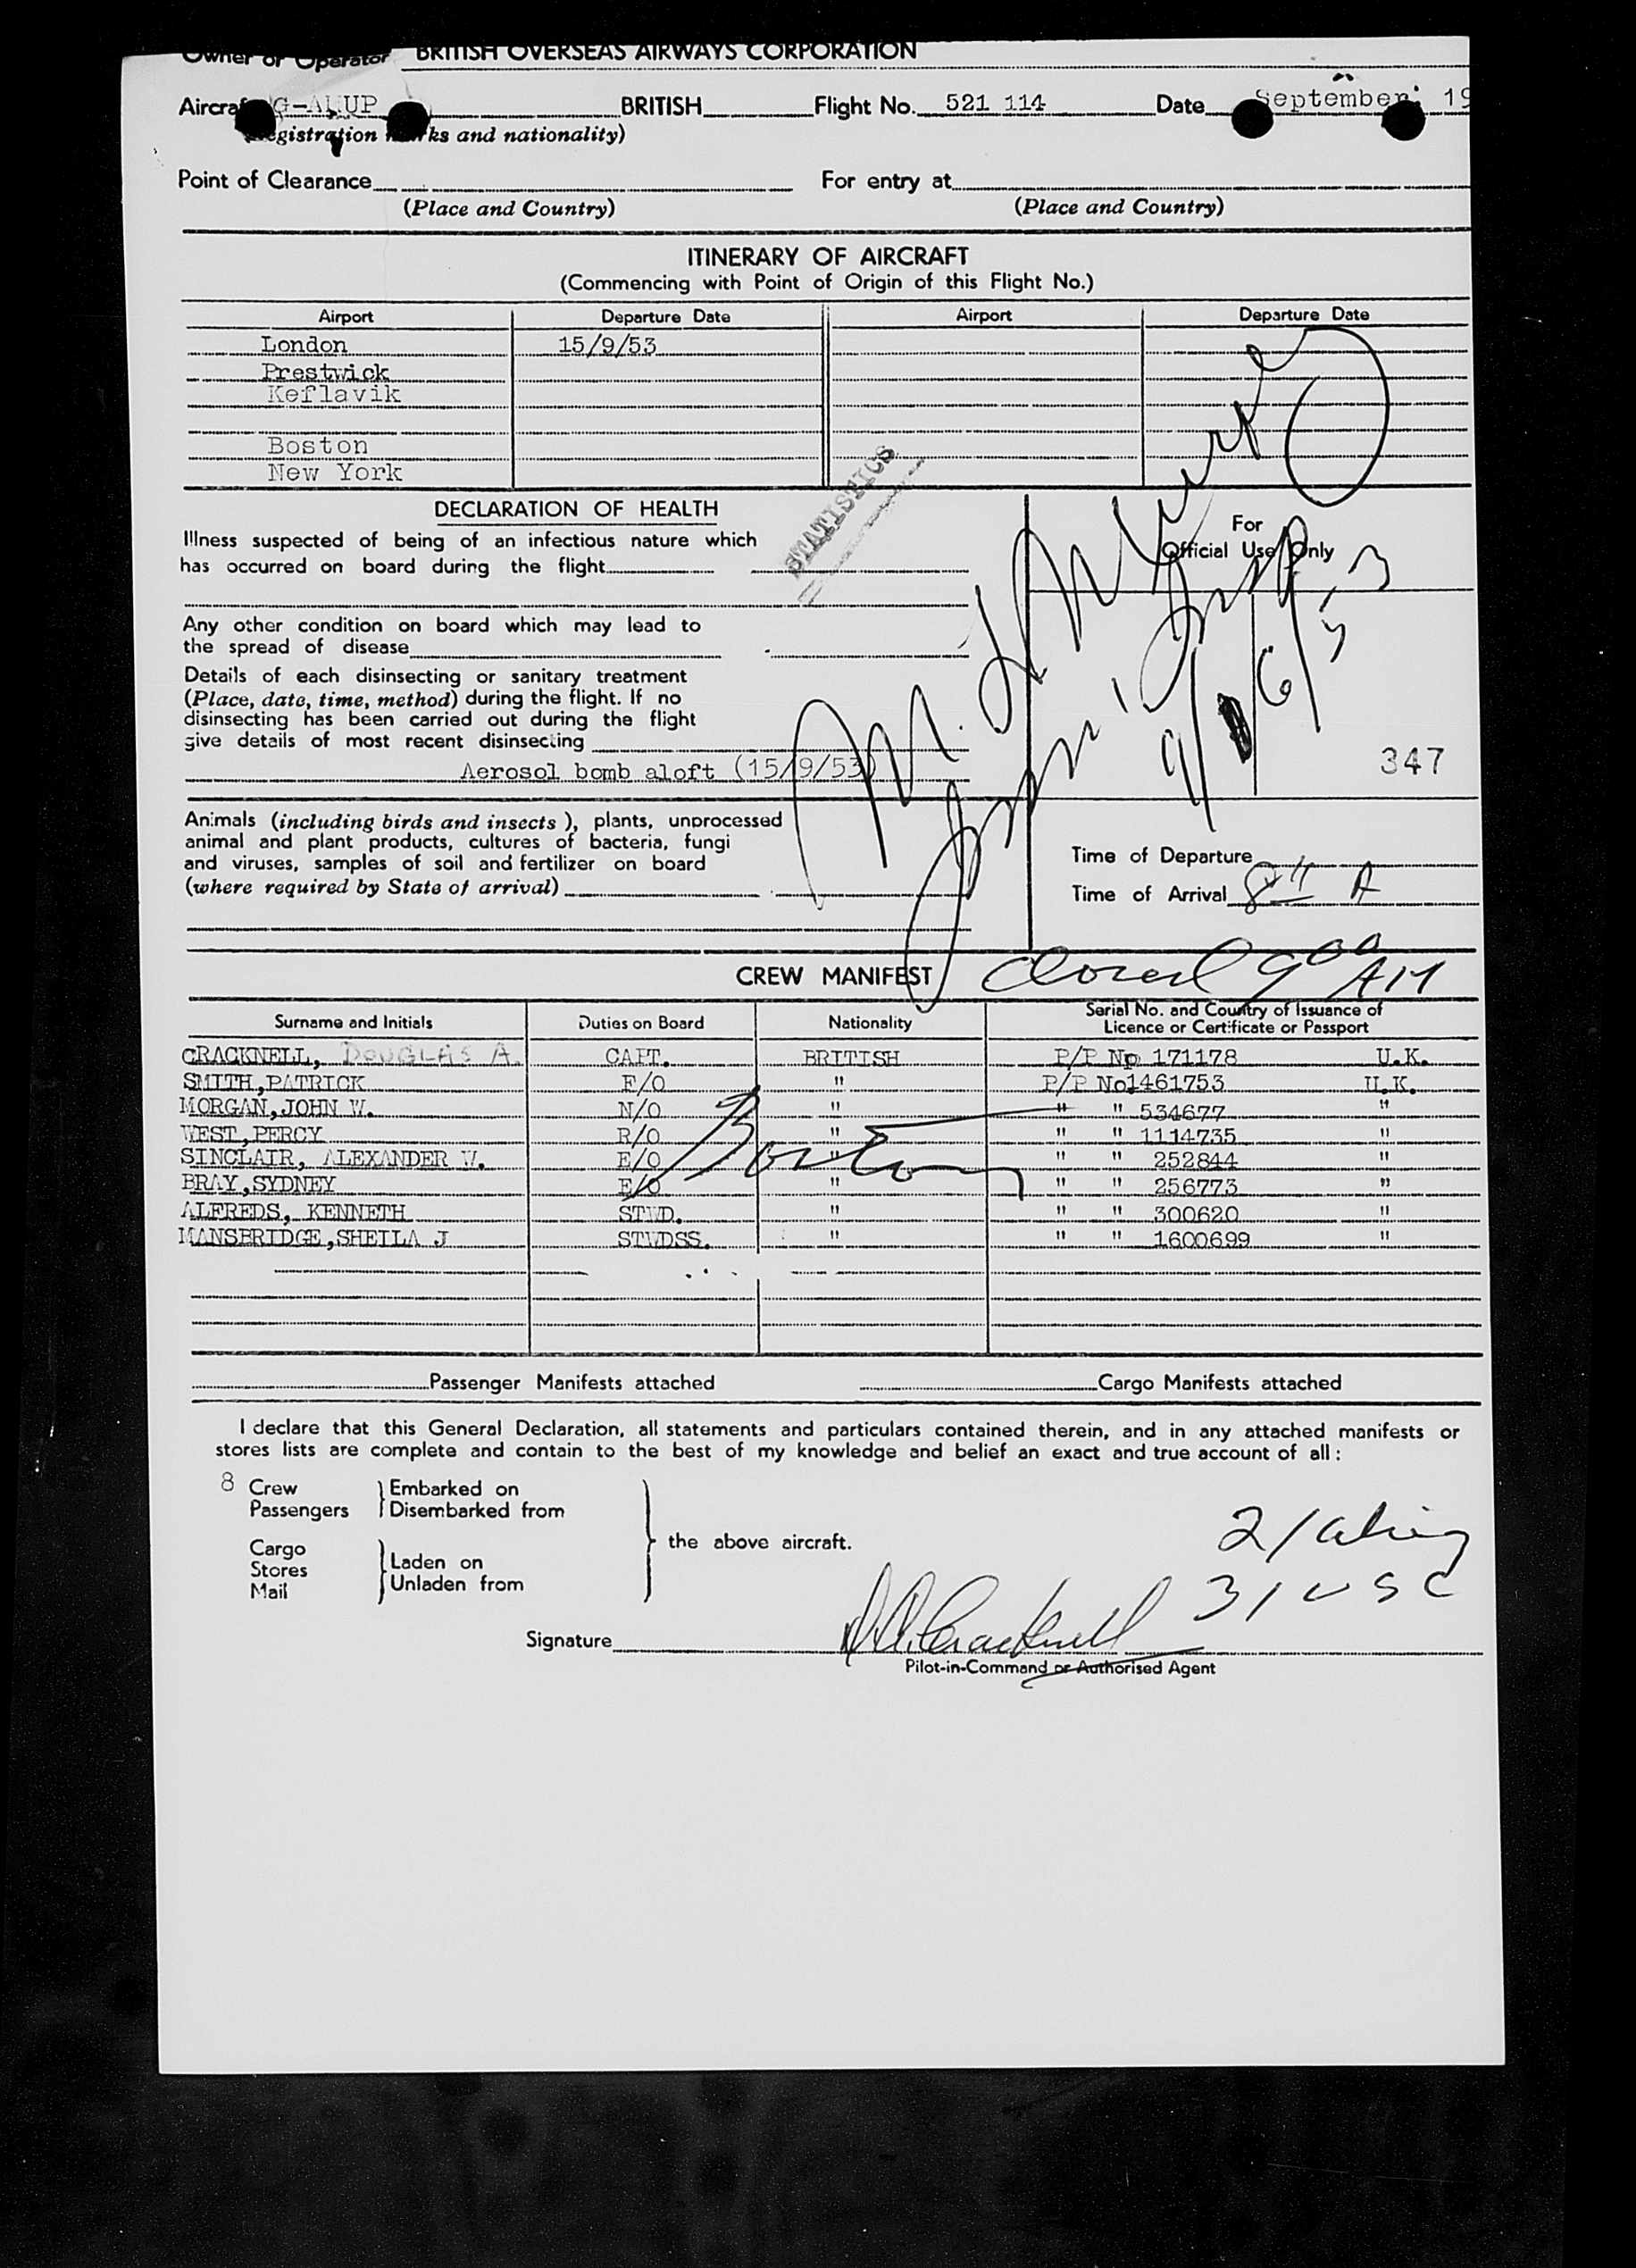 Owner or Operator BRITISH OVERSEAS AIRWAYS CORPORATION
Aircraft BRITISH Flight No. 521 114 Date September 19
(Registration marks and nationality)
Point of Clearance For entry at
(Place and Country) (Place and Country)
ITINERARY OF AIRCRAFT
(Commencing with Point of Origin of this Flight No.)
Airport Departure Date Airport Departure Date
London 15/9/53
Prestwick
Keflavik
Boston
New York
STATISTICS
DECLARATION OF HEALTH
For
Official Use Only
Illness suspected of being of an infectious nature which
has occurred on board during the flight
Any other condition on board which may lead to
the spread of disease
Details of each disinsecting or sanitary treatment
(Place, date, time, method) during the flight. If no
disinsecting has been carried out during the flight
give details of most recent disinsecting
Aerosol bomb aloft (15/9/53)
347
Animals (including birds and insects ), plants, unprocessed
animal and plant products, cultures of bacteria, fungi
and viruses, samples of soil and fertilizer on board
(where required by State of arrival)
Time of Departure
Time of Arrival
CREW MANIFEST closed 9 00 AM
Surname and Initials Duties on Board Nationality Serial No. and Country of Issuance of Licence or Certificate or Passport
CRACKNELL, DOUGLAS A. CAPT. BRITISH P/P No 171178 U.K.
SMITH,PATRICK F/O " P/P No1461753 U.K.
MORGAN,JOHN W. N/O " " " 534677 "
WEST,PERCY R/O " " " 1114735 "
SINCLAIR, ALEXANDER W. E/O " " " 252844 "
BRAY,SYDNEY E/O " " " 256773 "
ALFREDS, KENNETH STWD. " " " 300620 "
MANSBRIDGE,SHEILA J STWDSS. " " " 1600699 "
Boston
Passenger Manifests attached Cargo Manifests attached
I declare that this General Declaration, all statements and particulars contained therein, and in any attached manifests or
stores lists are complete and contain to the best of my knowledge and belief an exact and true account of all :
8 Crew Embarked on
Passengers Disembarked from
the above aircraft.
Cargo
Stores Laden on
Mail Unladen from
2/alien
3/USC
Signature D.A. Cracknell
Pilot-in-Command or Authorised Agent